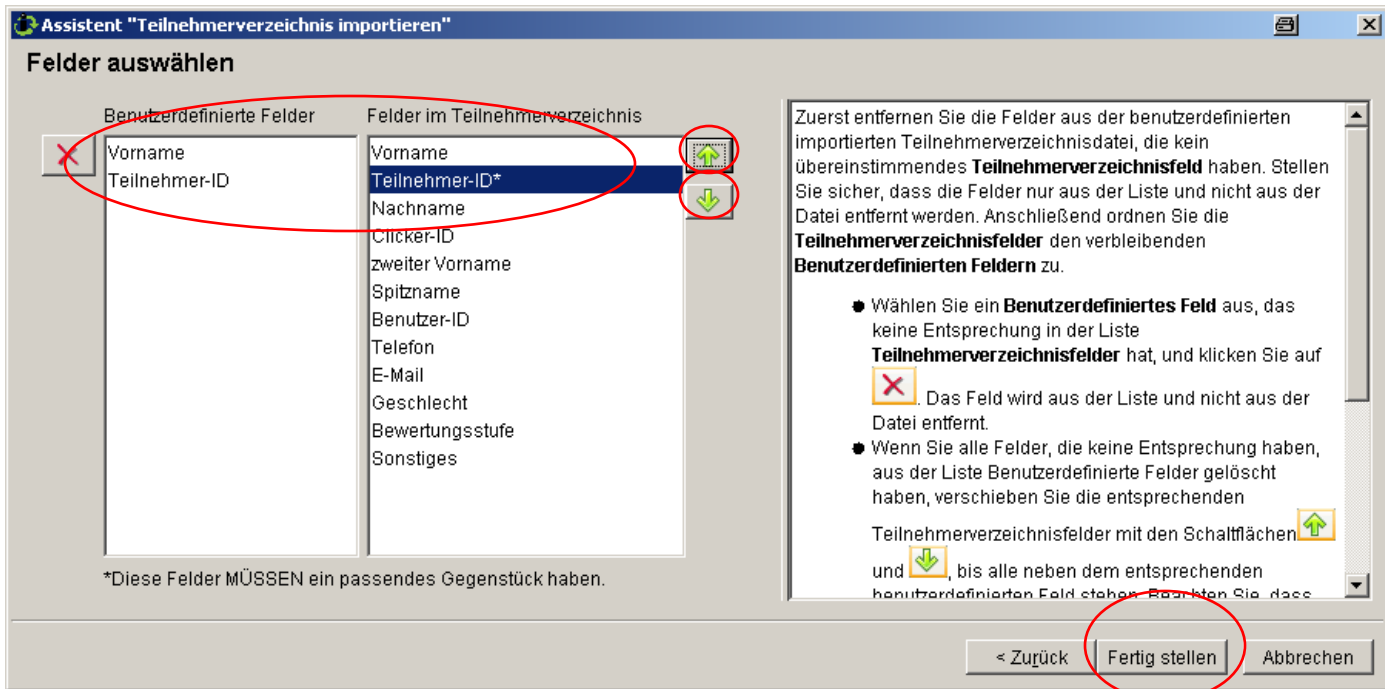 Assistent "Teilnehmerverzeichnis importieren"
Felder auswählen
Benutzerdefinierte Felder
Vorname
Teilnehmer-ID
Felder im Teilnehmerverzeichnis
Vorname
Teilnehmer-ID*
Nachname
Clicker-ID
zweiter Vorname
Spitzname
Benutzer-ID
Telefon
E-Mail
Geschlecht
Bewertungsstufe
Sonstiges
*Diese Felder MÜSSEN ein passendes Gegenstück haben.
Zuerst entfernen Sie die Felder aus der benutzerdefinierten
importierten Teilnehmerverzeichnisdatei, die kein
übereinstimmendes Teilnehmerverzeichnisfeld haben. Stellen
Sie sicher, dass die Felder nur aus der Liste und nicht aus der
Datei entfernt werden. Anschließend ordnen Sie die
Teilnehmerverzeichnisfelder den verbleibenden
Benutzerdefinierten Feldern zu.
Wählen Sie ein Benutzerdefiniertes Feld aus, das
keine Entsprechung in der Liste
Teilnehmerverzeichnisfelder hat, und klicken Sie auf
. Das Feld wird aus der Liste und nicht aus der
Datei entfernt.
Wenn Sie alle Felder, die keine Entsprechung haben,
aus der Liste Benutzerdefinierte Felder gelöscht
haben, verschieben Sie die entsprechenden
Teilnehmerverzeichnisfelder mit den Schaltflächen
und , bis alle neben dem entsprechenden
benutzerdefinierten Feld stehen. Beachten Sie, dass
< Zurück
Fertig stellen
Abbrechen